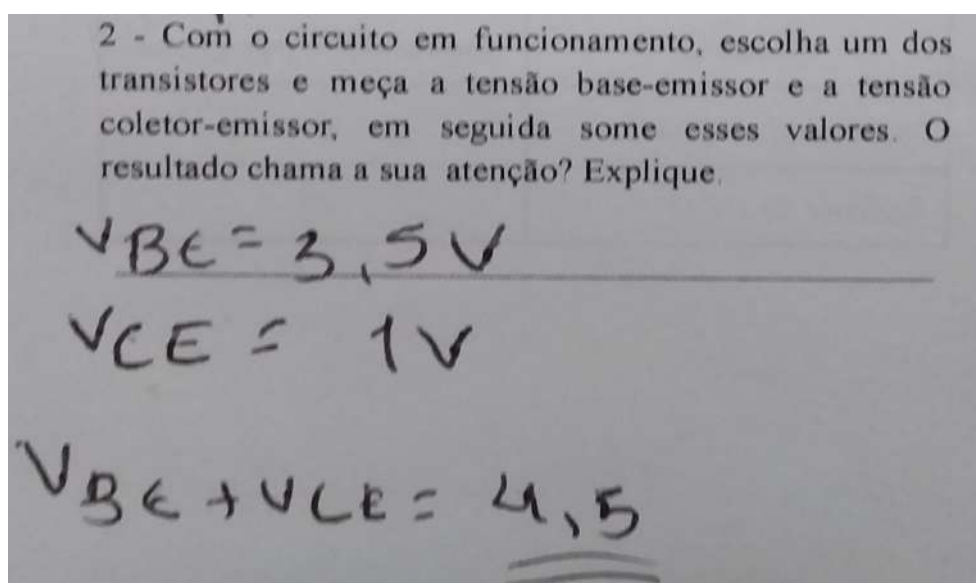 2 - Com o circuito em funcionamento, escolha um dos
transistores e meça a tensão base-emissor e a tensão
coletor-emissor, em seguida some esses valores. O
resultado chama a sua atenção? Explique.
VBE = 3,5V
VCE = 1V
VBE + VCE = 4,5